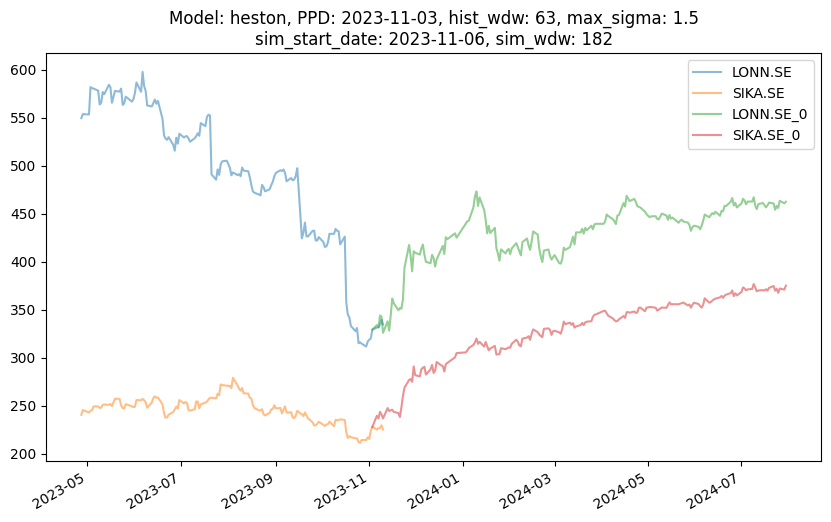 Model: heston, PPD: 2023-11-03, hist_wdw: 63, max_sigma: 1.5
sim_start_date: 2023-11-06, sim_wdw: 182
LONN.SE
SIKA.SE
LONN.SE_0
SIKA.SE_0
600
550
500
450
400
350
300
250
200
2023-05
2023-07
2023-09
2023-11
2024-01
2024-03
2024-05
2024-07